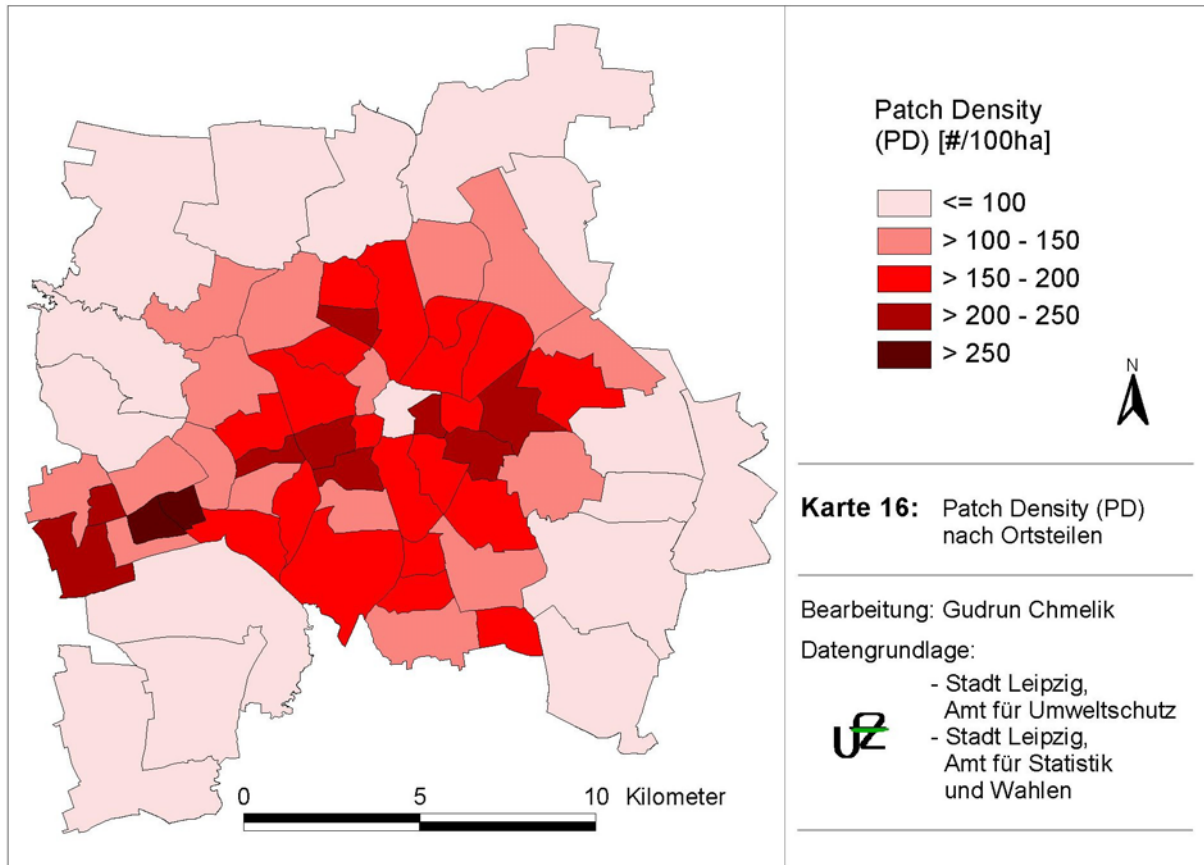 Patch Density
(PD) [#/100ha]
<= 100
> 100 - 150
> 150 - 200
> 200 - 250
> 250
N
Karte 16: Patch Density (PD)
nach Ortsteilen
Bearbeitung: Gudrun Chmelik
Datengrundlage:
- Stadt Leipzig,
Amt für Umweltschutz
- Stadt Leipzig,
Amt für Statistik
und Wahlen
UFZ
0 5 10 Kilometer